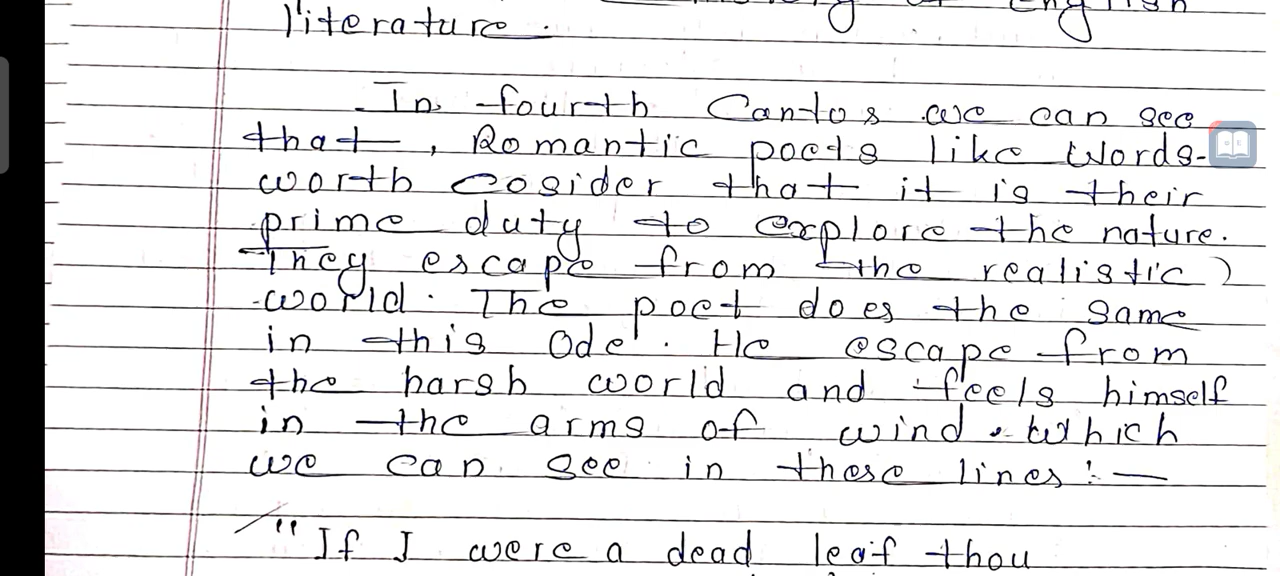 of English
literature.
In fourth Cantos we can see
that, Romantic poets like Words-
worth cosider that it is their
prime duty to explore the nature.
They escape from the realistic
world. The poet does the same
in this Ode. He escape from
the harsh world and feels himself
in the arms of wind. Which
we can see in these lines :—
"If I were a dead leaf thou